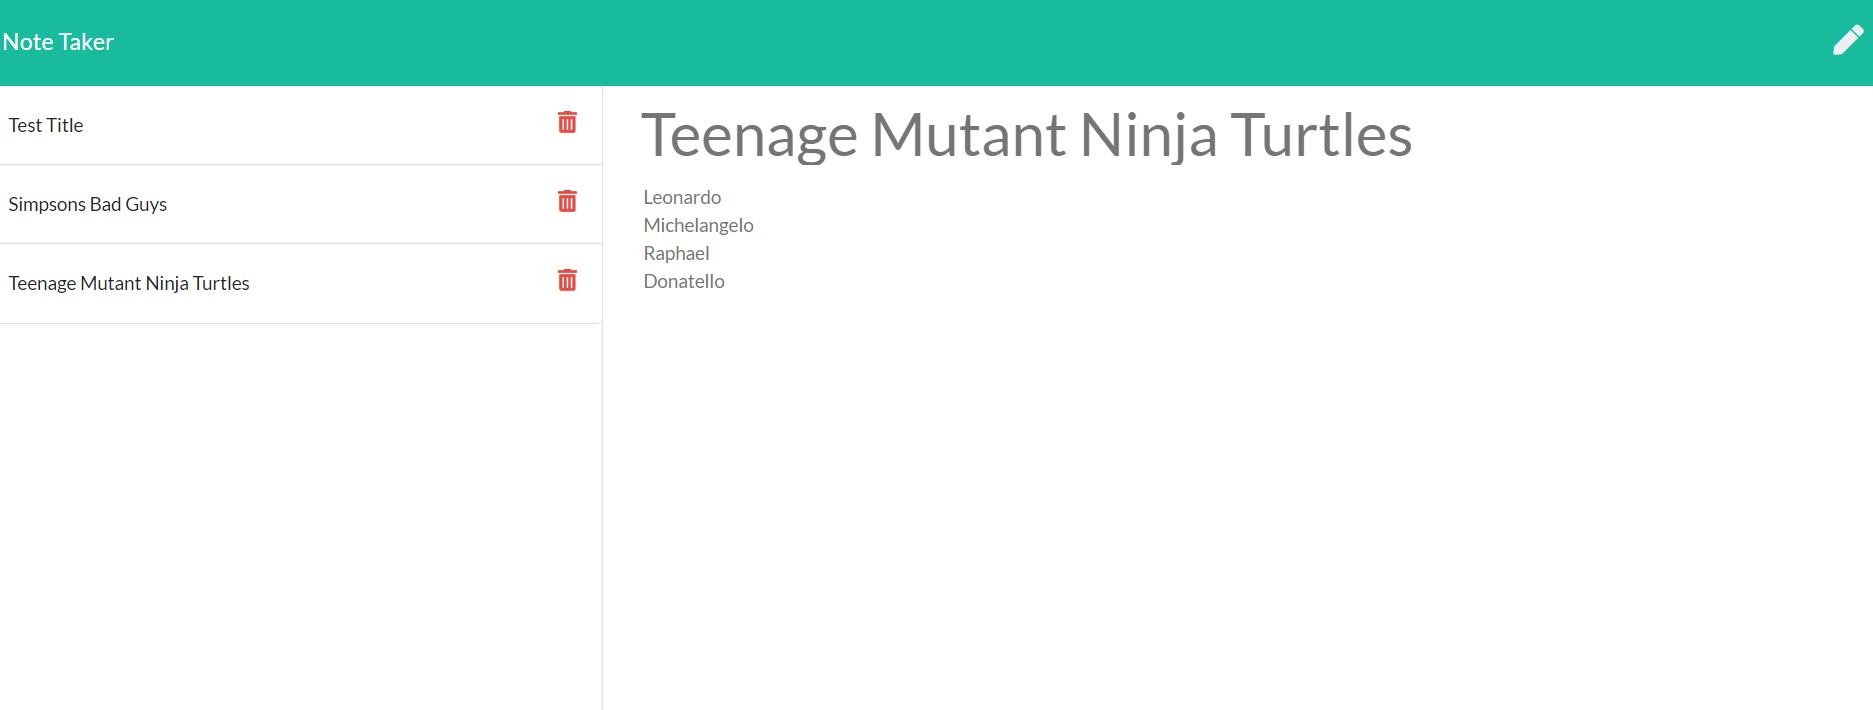 Note Taker
Test Title
Simpsons Bad Guys
Teenage Mutant Ninja Turtles
Teenage Mutant Ninja Turtles
Leonardo
Michelangelo
Raphael
Donatello